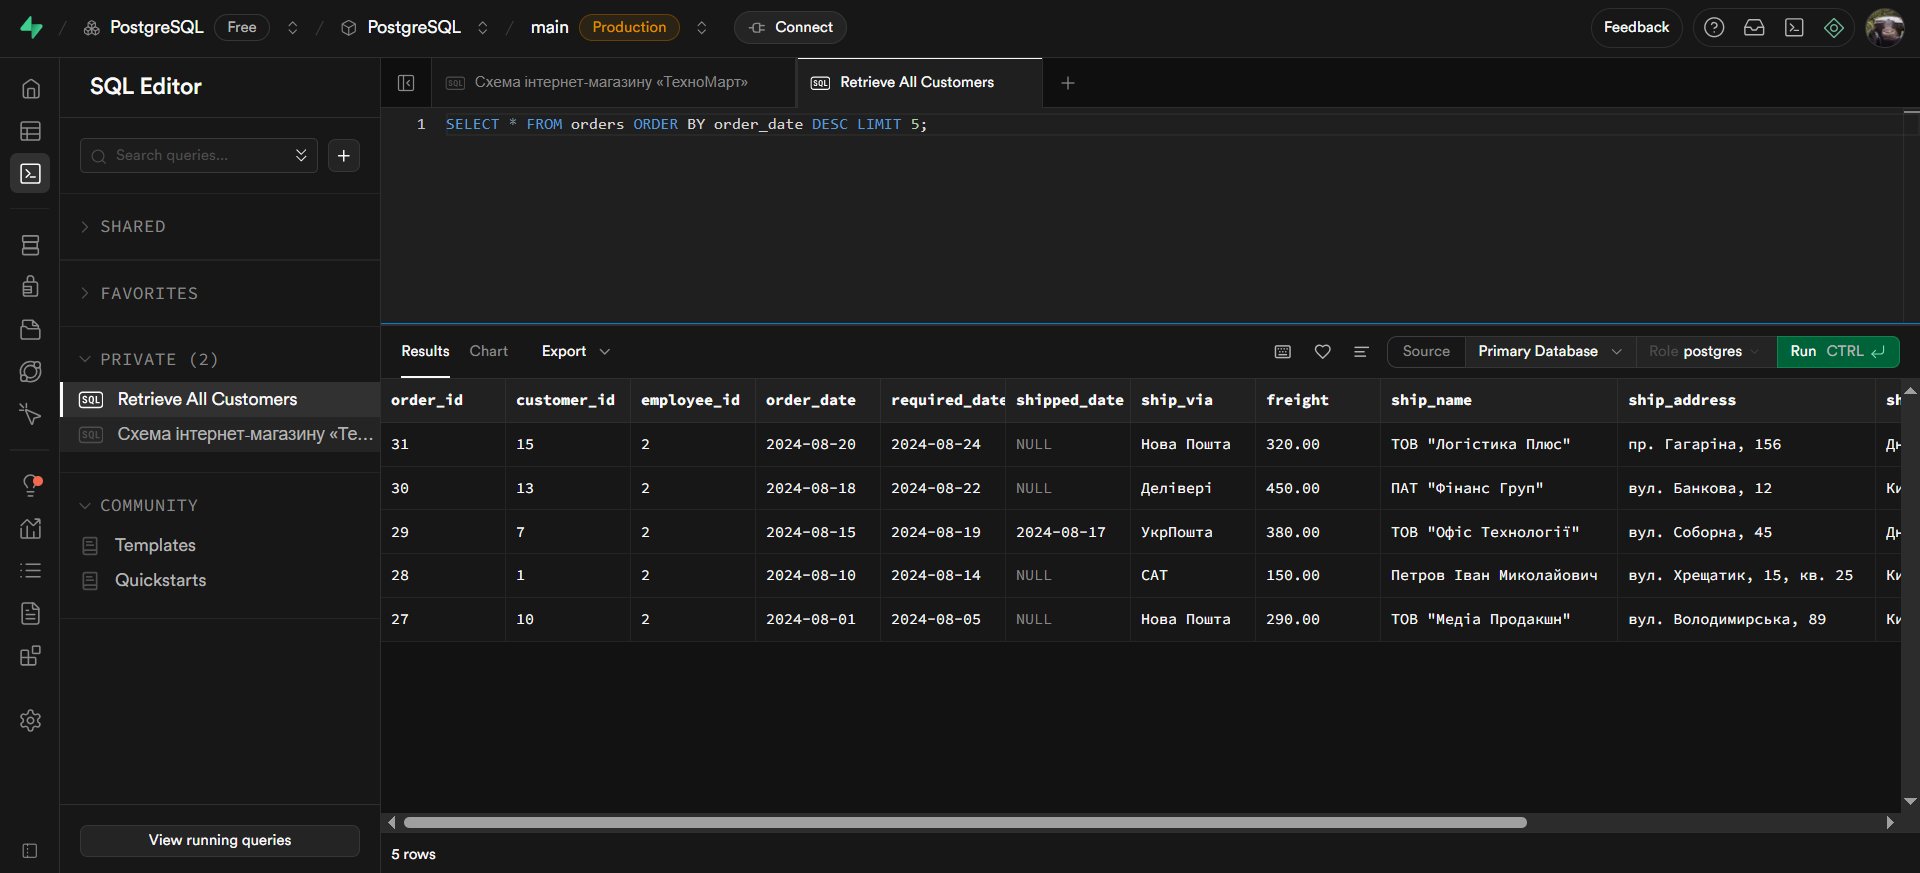 PostgreSQL Free / PostgreSQL / main Production Connect Feedback
SQL Editor
Search queries...
SHARED
FAVORITES
PRIVATE (2)
SQL Retrieve All Customers
SQL Схема інтернет-магазину «Те...
COMMUNITY
Templates
Quickstarts
View running queries
SQL Схема інтернет-магазину «ТехноМарт» SQL Retrieve All Customers
1 SELECT * FROM orders ORDER BY order_date DESC LIMIT 5;
Results Chart Export Source Primary Database Role postgres Run CTRL
order_id customer_id employee_id order_date required_date shipped_date ship_via freight ship_name ship_address sh
31 15 2 2024-08-20 2024-08-24 NULL Нова Пошта 320.00 ТОВ "Логістика Плюс" пр. Гагаріна, 156 Дн
30 13 2 2024-08-18 2024-08-22 NULL Делівері 450.00 ПАТ "Фінанс Груп" вул. Банкова, 12 Ки
29 7 2 2024-08-15 2024-08-19 2024-08-17 УкрПошта 380.00 ТОВ "Офіс Технології" вул. Соборна, 45 Дн
28 1 2 2024-08-10 2024-08-14 NULL САТ 150.00 Петров Іван Миколайович вул. Хрещатик, 15, кв. 25 Ки
27 10 2 2024-08-01 2024-08-05 NULL Нова Пошта 290.00 ТОВ "Медіа Продакшн" вул. Володимирська, 89 Ки
5 rows